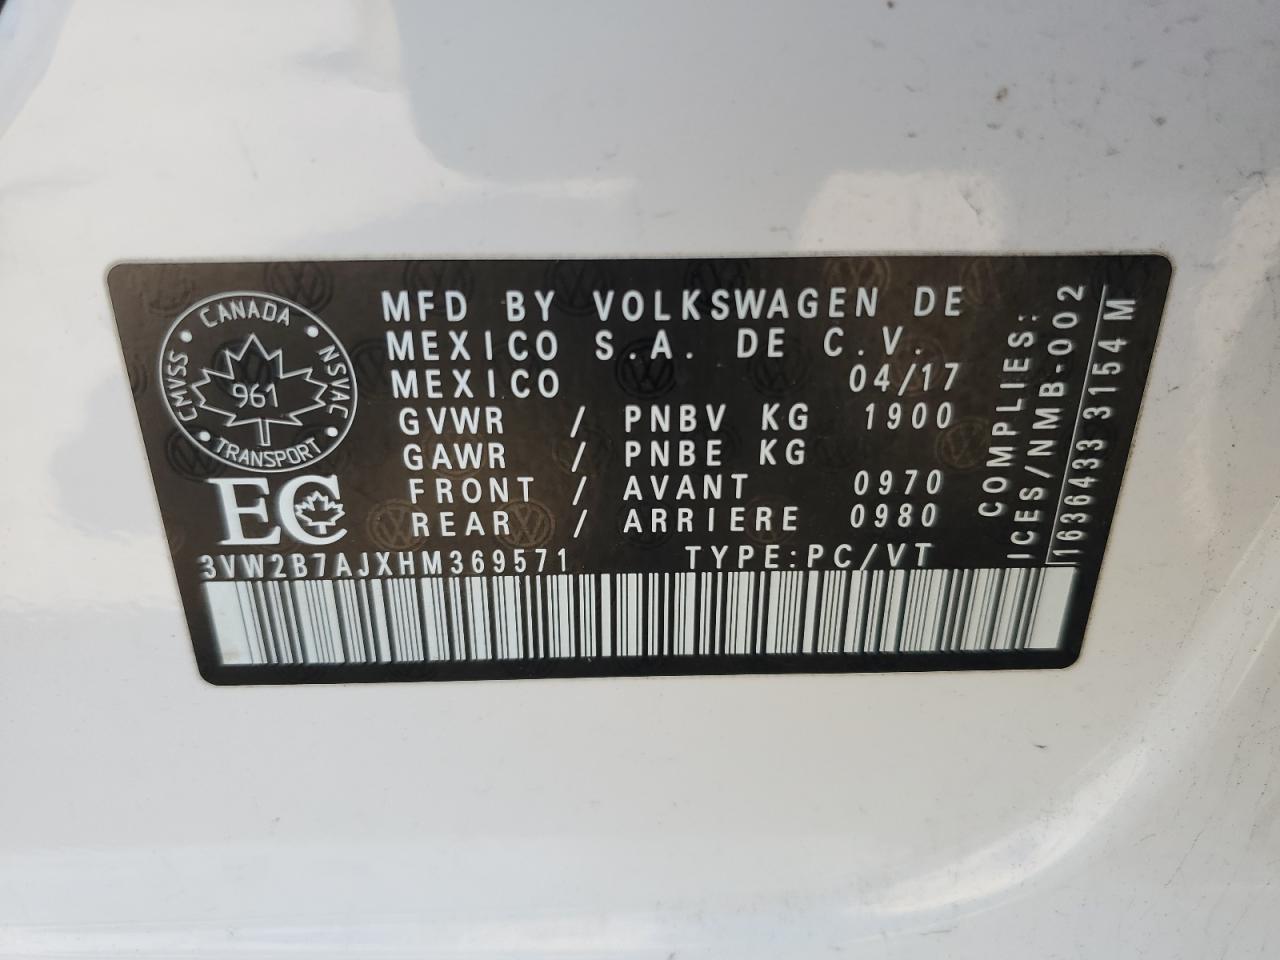 CANADA
CMVSS
NSVAC
961
TRANSPORT
EC
MFD BY VOLKSWAGEN DE
MEXICO S.A. DE C.V.
MEXICO 04/17
GVWR / PNBV KG 1900
GAWR / PNBE KG
FRONT / AVANT 0970
REAR / ARRIERE 0980
3VW2B7AJXHM369571 TYPE:PC/VT
COMPLIES:
ICES/NMB-002
1636433 3154 M